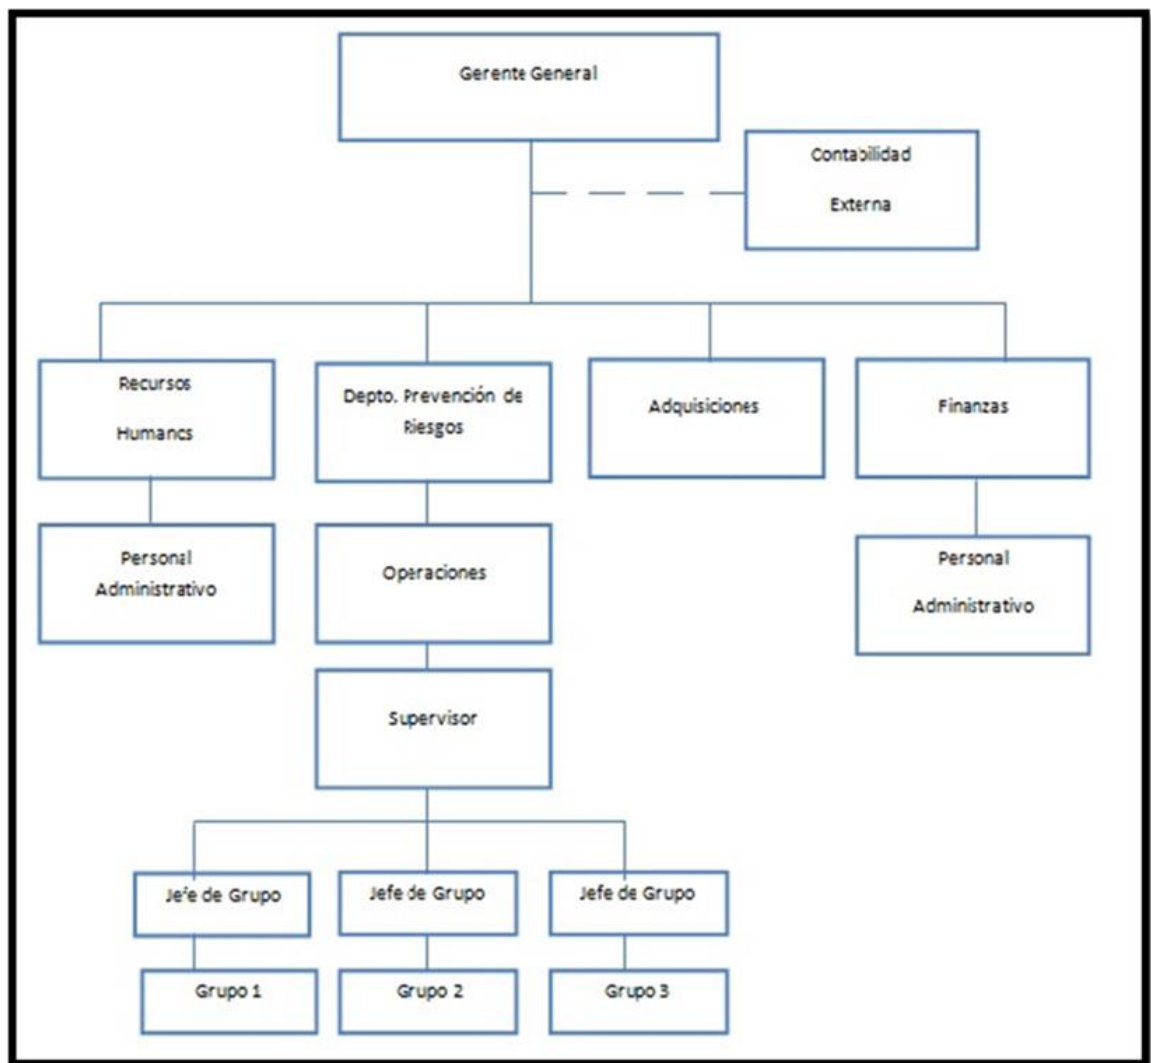 Gerente General
Contabilidad
Externa
Recursos
Humanos
Depto. Prevención de
Riesgos
Adquisiciones
Finanzas
Personal
Administrativo
Operaciones
Personal
Administrativo
Supervisor
Jefe de Grupo
Jefe de Grupo
Jefe de Grupo
Grupo 1
Grupo 2
Grupo 3